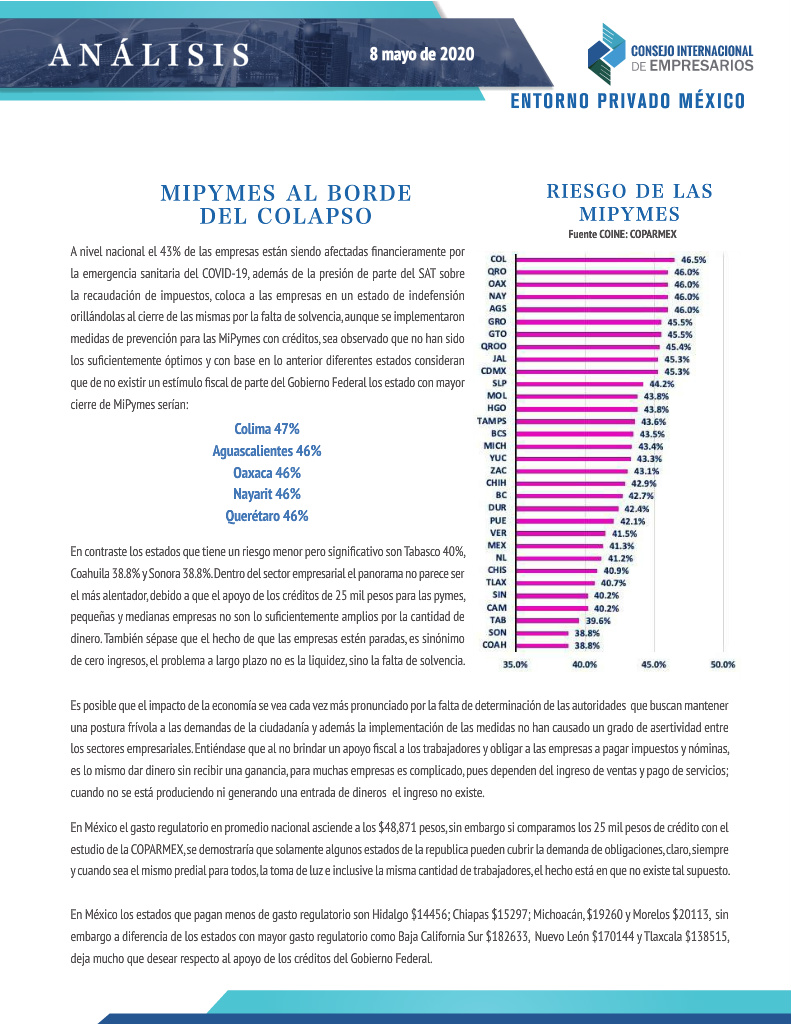 ANÁLISIS
8 mayo de 2020
CONSEJO INTERNACIONAL
DE EMPRESARIOS
ENTORNO PRIVADO MÉXICO
MIPYMES AL BORDE
DEL COLAPSO
A nivel nacional el 43% de las empresas están siendo afectadas financieramente por
la emergencia sanitaria del COVID-19, además de la presión de parte del SAT sobre
la recaudación de impuestos, coloca a las empresas en un estado de indefensión
orillándolas al cierre de las mismas por la falta de solvencia, aunque se implementaron
medidas de prevención para las MiPymes con créditos, sea observado que no han sido
los suficientemente óptimos y con base en lo anterior diferentes estados consideran
que de no existir un estímulo fiscal de parte del Gobierno Federal los estado con mayor
cierre de MiPymes serían:
Colima 47%
Aguascalientes 46%
Oaxaca 46%
Nayarit 46%
Querétaro 46%
En contraste los estados que tiene un riesgo menor pero significativo son Tabasco 40%,
Coahuila 38.8% y Sonora 38.8%. Dentro del sector empresarial el panorama no parece ser
el más alentador, debido a que el apoyo de los créditos de 25 mil pesos para las pymes,
pequeñas y medianas empresas no son lo suficientemente amplios por la cantidad de
dinero. También sépase que el hecho de que las empresas estén paradas, es sinónimo
de cero ingresos, el problema a largo plazo no es la liquidez, sino la falta de solvencia.
RIESGO DE LAS
MIPYMES
Fuente COINE: COPARMEX
COL 46.5%
QRO 46.0%
OAX 46.0%
NAY 46.0%
AGS 46.0%
GRO 45.5%
GTO 45.5%
QROO 45.4%
JAL 45.3%
CDMX 45.3%
SLP 44.2%
MOL 43.8%
HGO 43.8%
TAMPS 43.6%
BCS 43.5%
MICH 43.4%
YUC 43.3%
ZAC 43.1%
CHIH 42.9%
BC 42.7%
DUR 42.4%
PUE 42.1%
VER 41.5%
MEX 41.3%
NL 41.2%
CHIS 40.9%
TLAX 40.7%
SIN 40.2%
CAM 40.2%
TAB 39.6%
SON 38.8%
COAH 38.8%
35.0% 40.0% 45.0% 50.0%
Es posible que el impacto de la economía se vea cada vez más pronunciado por la falta de determinación de las autoridades que buscan mantener
una postura frívola a las demandas de la ciudadanía y además la implementación de las medidas no han causado un grado de asertividad entre
los sectores empresariales. Entiéndase que al no brindar un apoyo fiscal a los trabajadores y obligar a las empresas a pagar impuestos y nóminas,
es lo mismo dar dinero sin recibir una ganancia, para muchas empresas es complicado, pues dependen del ingreso de ventas y pago de servicios;
cuando no se está produciendo ni generando una entrada de dineros el ingreso no existe.
En México el gasto regulatorio en promedio nacional asciende a los $48,871 pesos, sin embargo si comparamos los 25 mil pesos de crédito con el
estudio de la COPARMEX, se demostraría que solamente algunos estados de la republica pueden cubrir la demanda de obligaciones, claro, siempre
y cuando sea el mismo predial para todos, la toma de luz e inclusive la misma cantidad de trabajadores, el hecho está en que no existe tal supuesto.
En México los estados que pagan menos de gasto regulatorio son Hidalgo $14456; Chiapas $15297; Michoacán, $19260 y Morelos $20113, sin
embargo a diferencia de los estados con mayor gasto regulatorio como Baja California Sur $182633, Nuevo León $170144 y Tlaxcala $138515,
deja mucho que desear respecto al apoyo de los créditos del Gobierno Federal.